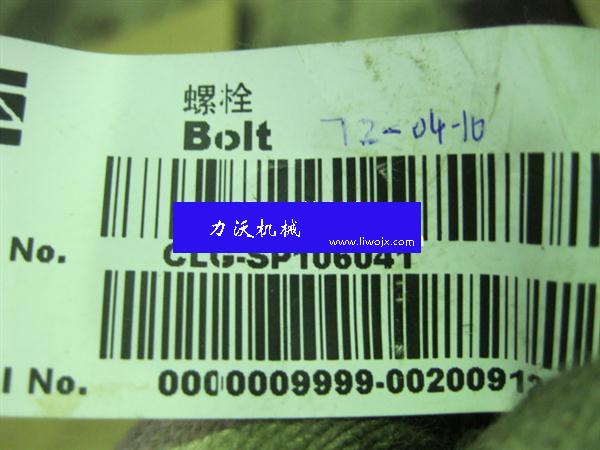 螺栓
Bolt 72-04-10
力沃机械
www.liwojx.com
No. CLG-SP106041
l No. 0000009999-0020091